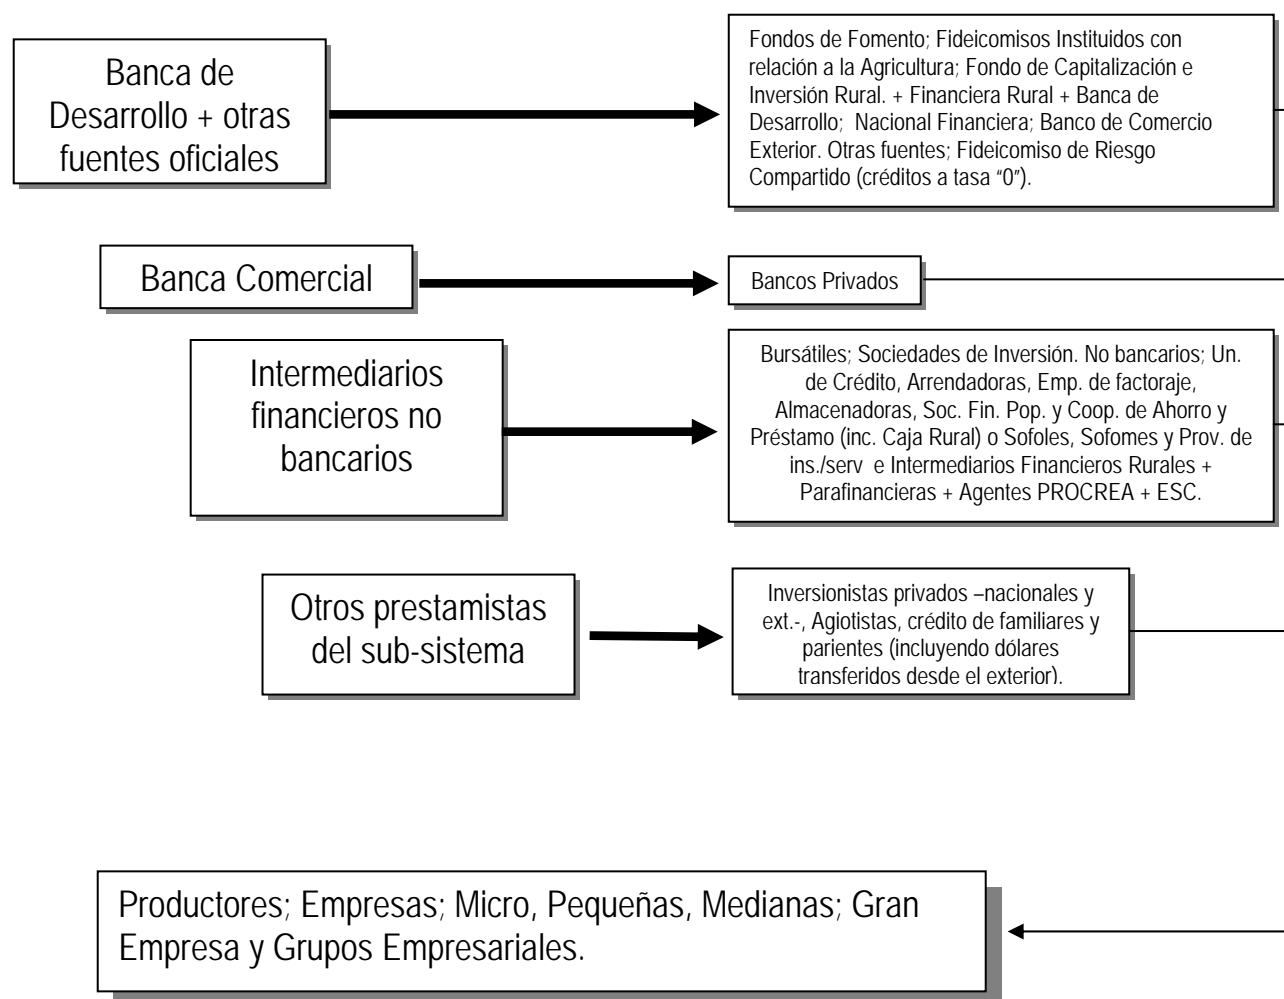 Banca de
Desarrollo + otras
fuentes oficiales
Fondos de Fomento; Fideicomisos Instituidos con
relación a la Agricultura; Fondo de Capitalización e
Inversión Rural. + Financiera Rural + Banca de
Desarrollo; Nacional Financiera; Banco de Comercio
Exterior. Otras fuentes; Fideicomiso de Riesgo
Compartido (créditos a tasa “0”).
Banca Comercial
Bancos Privados
Intermediarios
financieros no
bancarios
Bursátiles; Sociedades de Inversión. No bancarios; Un.
de Crédito, Arrendadoras, Emp. de factoraje,
Almacenadoras, Soc. Fin. Pop. y Coop. de Ahorro y
Préstamo (inc. Caja Rural) o Sofoles, Sofomes y Prov. de
ins./serv e Intermediarios Financieros Rurales +
Parafinancieras + Agentes PROCREA + ESC.
Otros prestamistas
del sub-sistema
Inversionistas privados –nacionales y
ext.-, Agiotistas, crédito de familiares y
parientes (incluyendo dólares
transferidos desde el exterior).
Productores; Empresas; Micro, Pequeñas, Medianas; Gran
Empresa y Grupos Empresariales.